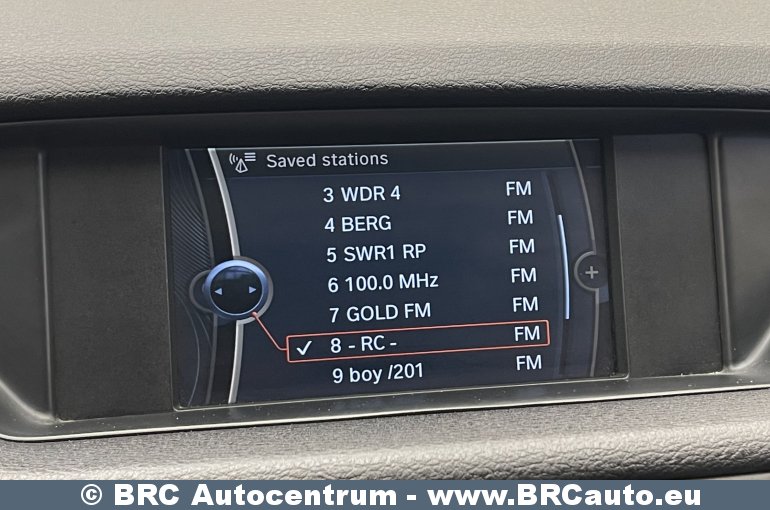 Saved stations
3 WDR 4 FM
4 BERG FM
5 SWR1 RP FM
6 100.0 MHz FM
7 GOLD FM FM
✓ 8 - RC - FM
9 boy /201 FM
© BRC Autocentrum - www.BRCauto.eu